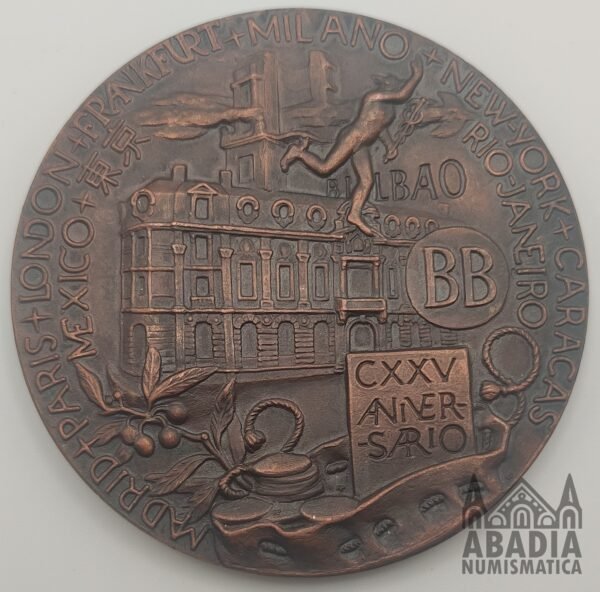 MADRID+PARIS+LONDON+FRANKFURT+MILANO+NEW-YORK+CARACAS
MEXICO+東京
RIO-JANEIRO
BILBAO
BB
CXXV
ANIVER-
-SARIO
ABADIA
NUMISMATICA